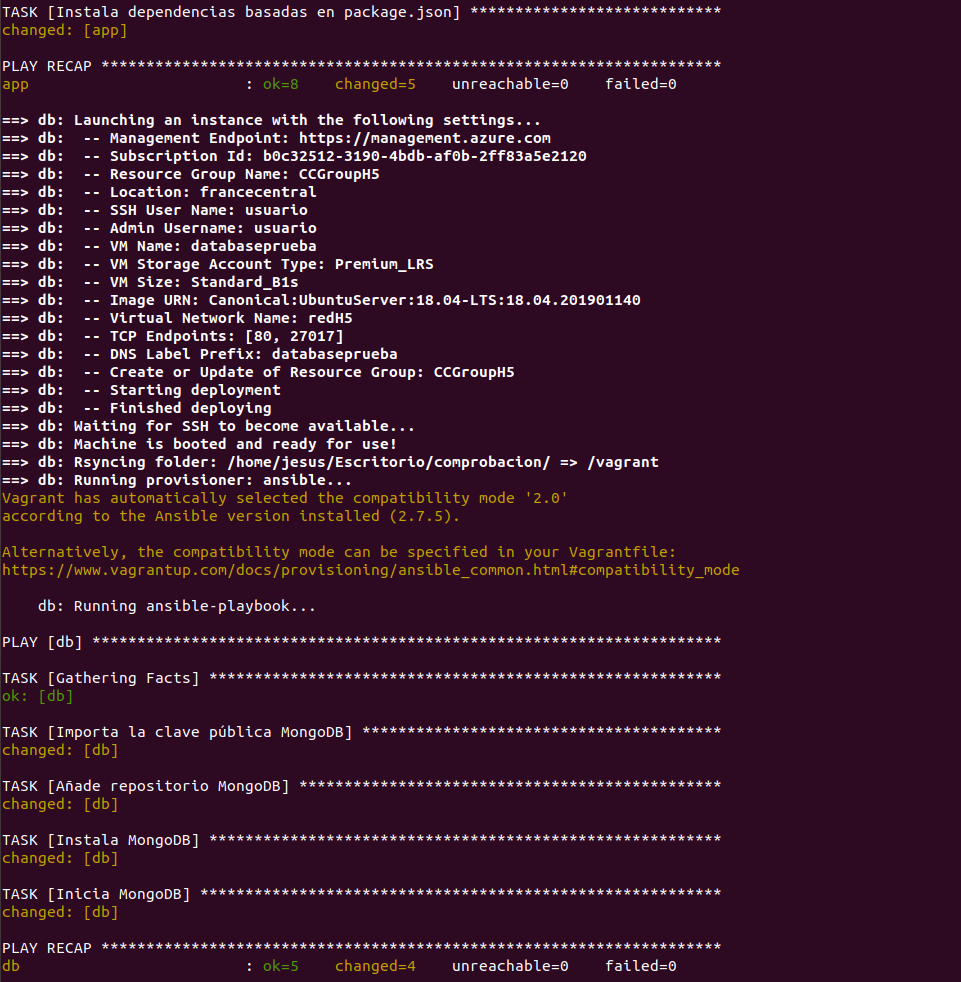 TASK [Instala dependencias basadas en package.json] ****************************
changed: [app]
PLAY RECAP *********************************************************************
app : ok=8 changed=5 unreachable=0 failed=0
==> db: Launching an instance with the following settings...
==> db: -- Management Endpoint: https://management.azure.com
==> db: -- Subscription Id: b0c32512-3190-4bdb-af0b-2ff83a5e2120
==> db: -- Resource Group Name: CCGroupH5
==> db: -- Location: francecentral
==> db: -- SSH User Name: usuario
==> db: -- Admin Username: usuario
==> db: -- VM Name: databaseprueba
==> db: -- VM Storage Account Type: Premium_LRS
==> db: -- VM Size: Standard_B1s
==> db: -- Image URN: Canonical:UbuntuServer:18.04-LTS:18.04.201901140
==> db: -- Virtual Network Name: redH5
==> db: -- TCP Endpoints: [80, 27017]
==> db: -- DNS Label Prefix: databaseprueba
==> db: -- Create or Update of Resource Group: CCGroupH5
==> db: -- Starting deployment
==> db: -- Finished deploying
==> db: Waiting for SSH to become available...
==> db: Machine is booted and ready for use!
==> db: Rsyncing folder: /home/jesus/Escritorio/comprobacion/ => /vagrant
==> db: Running provisioner: ansible...
Vagrant has automatically selected the compatibility mode '2.0'
according to the Ansible version installed (2.7.5).
Alternatively, the compatibility mode can be specified in your Vagrantfile:
https://www.vagrantup.com/docs/provisioning/ansible_common.html#compatibility_mode
db: Running ansible-playbook...
PLAY [db] **********************************************************************
TASK [Gathering Facts] *********************************************************
ok: [db]
TASK [Importa la clave pública MongoDB] ****************************************
changed: [db]
TASK [Añade repositorio MongoDB] ***********************************************
changed: [db]
TASK [Instala MongoDB] *********************************************************
changed: [db]
TASK [Inicia MongoDB] **********************************************************
changed: [db]
PLAY RECAP *********************************************************************
db : ok=5 changed=4 unreachable=0 failed=0